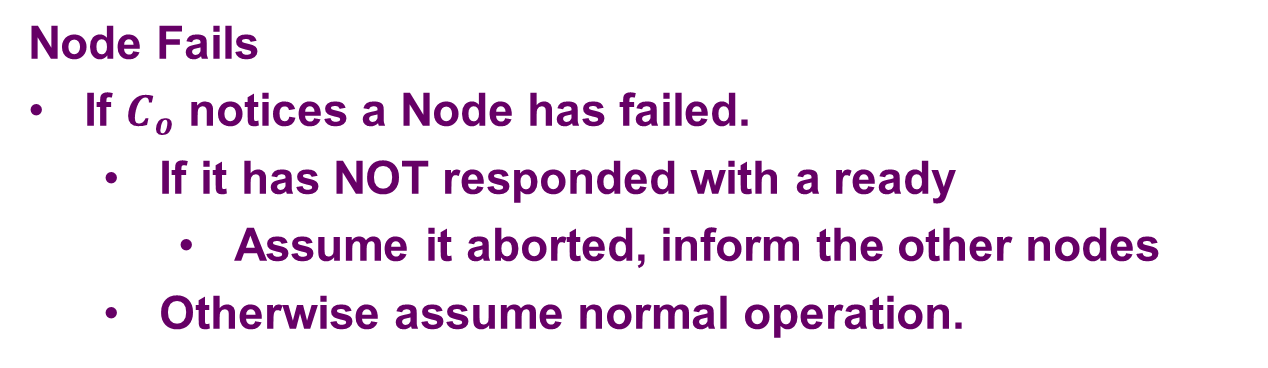 Node Fails
• If Cₒ notices a Node has failed.
• If it has NOT responded with a ready
• Assume it aborted, inform the other nodes
• Otherwise assume normal operation.